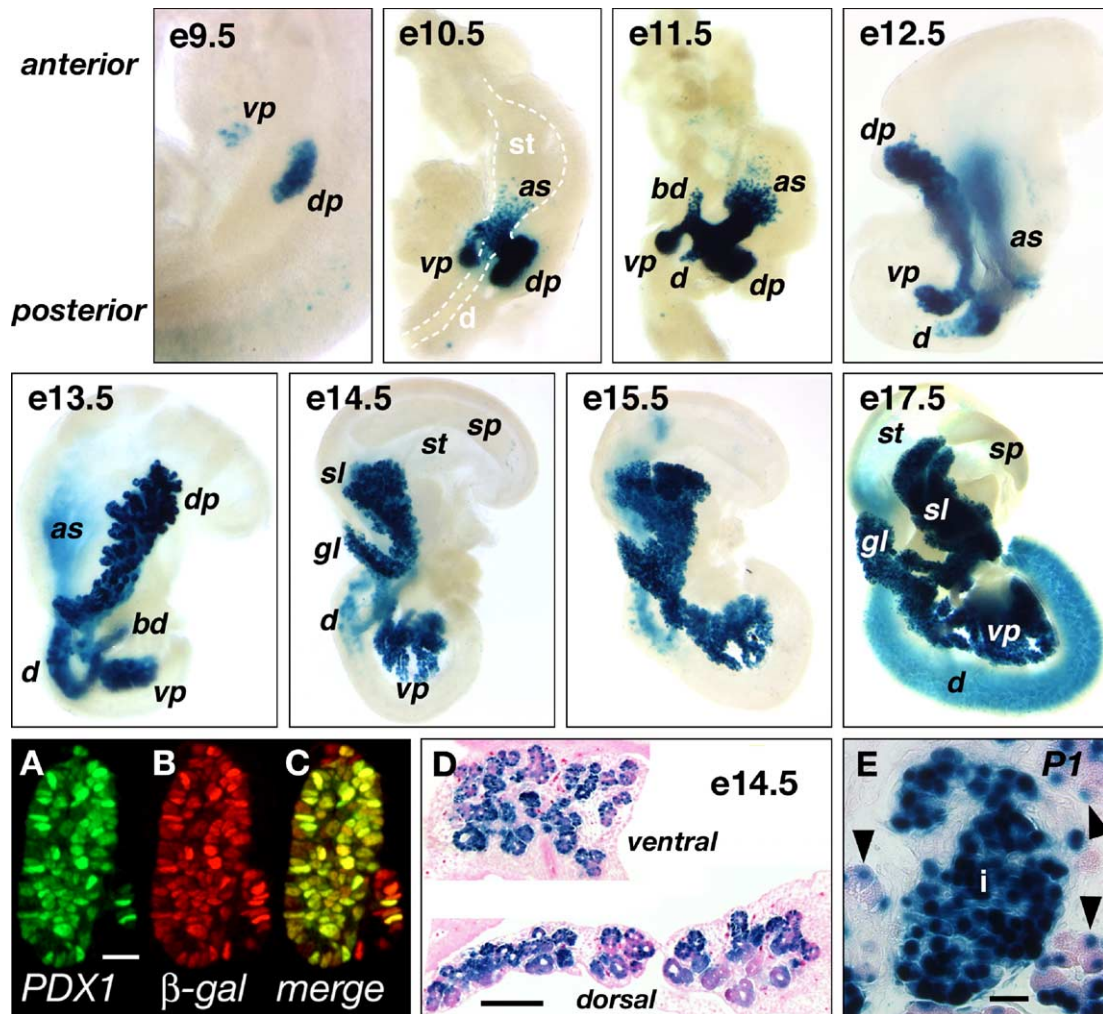 e9.5
anterior
vp
dp
posterior
e10.5
st
as
vp
dp
d
e11.5
bd
as
vp
d
dp
e12.5
dp
as
vp
d
e13.5
dp
as
bd
d
vp
e14.5
sp
st
sl
gl
d
vp
e15.5
e17.5
st
sp
sl
gl
vp
d
A
PDX1
B
β-gal
C
merge
D
e14.5
ventral
dorsal
E
P1
i